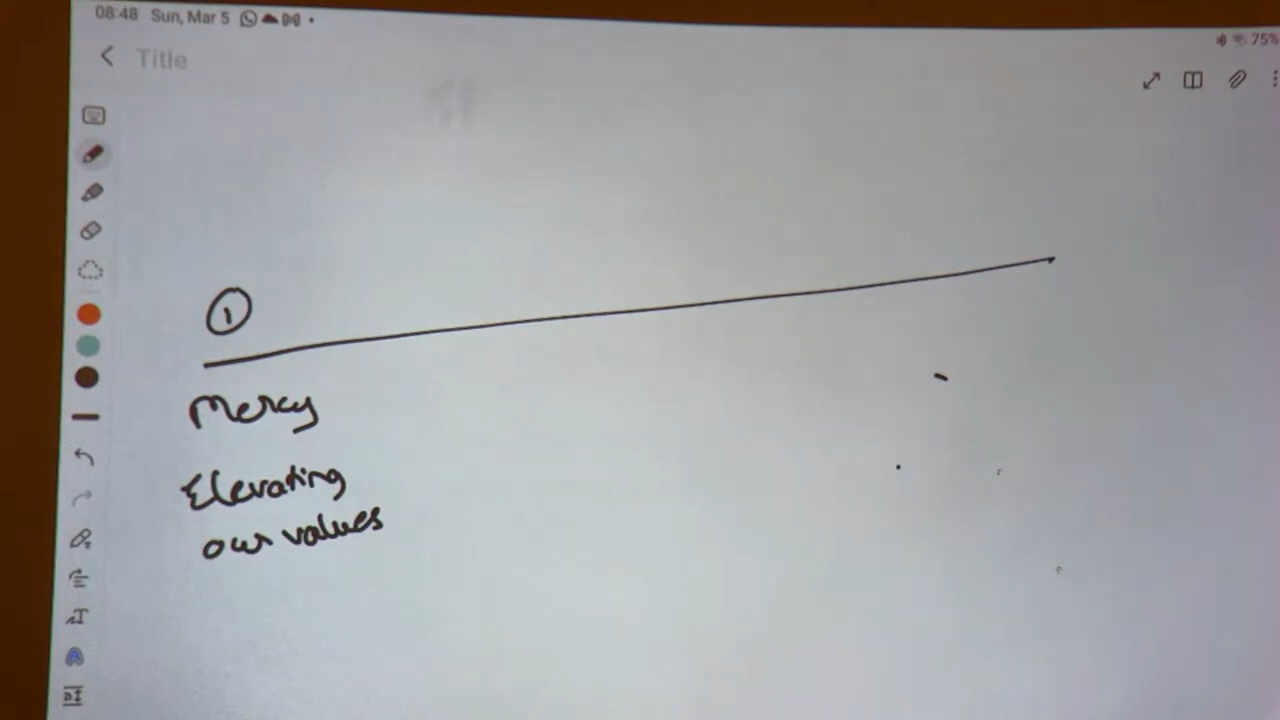 08:48 Sun, Mar 5
75%
Title
1
Mercy
Elevating
our values